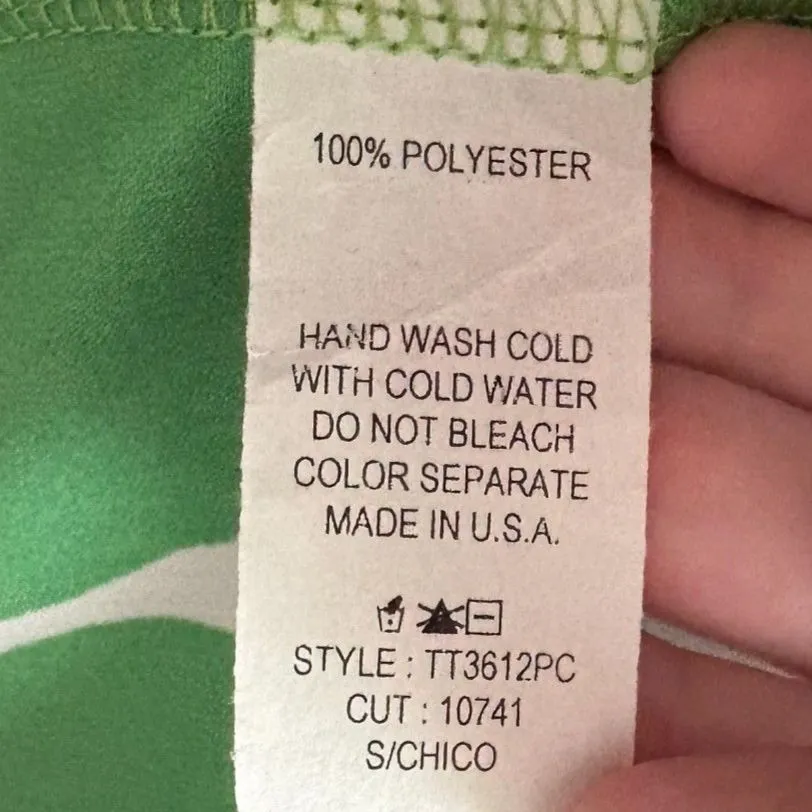 100% POLYESTER
HAND WASH COLD
WITH COLD WATER
DO NOT BLEACH
COLOR SEPARATE
MADE IN U.S.A.
STYLE : TT3612PC
CUT : 10741
S/CHICO